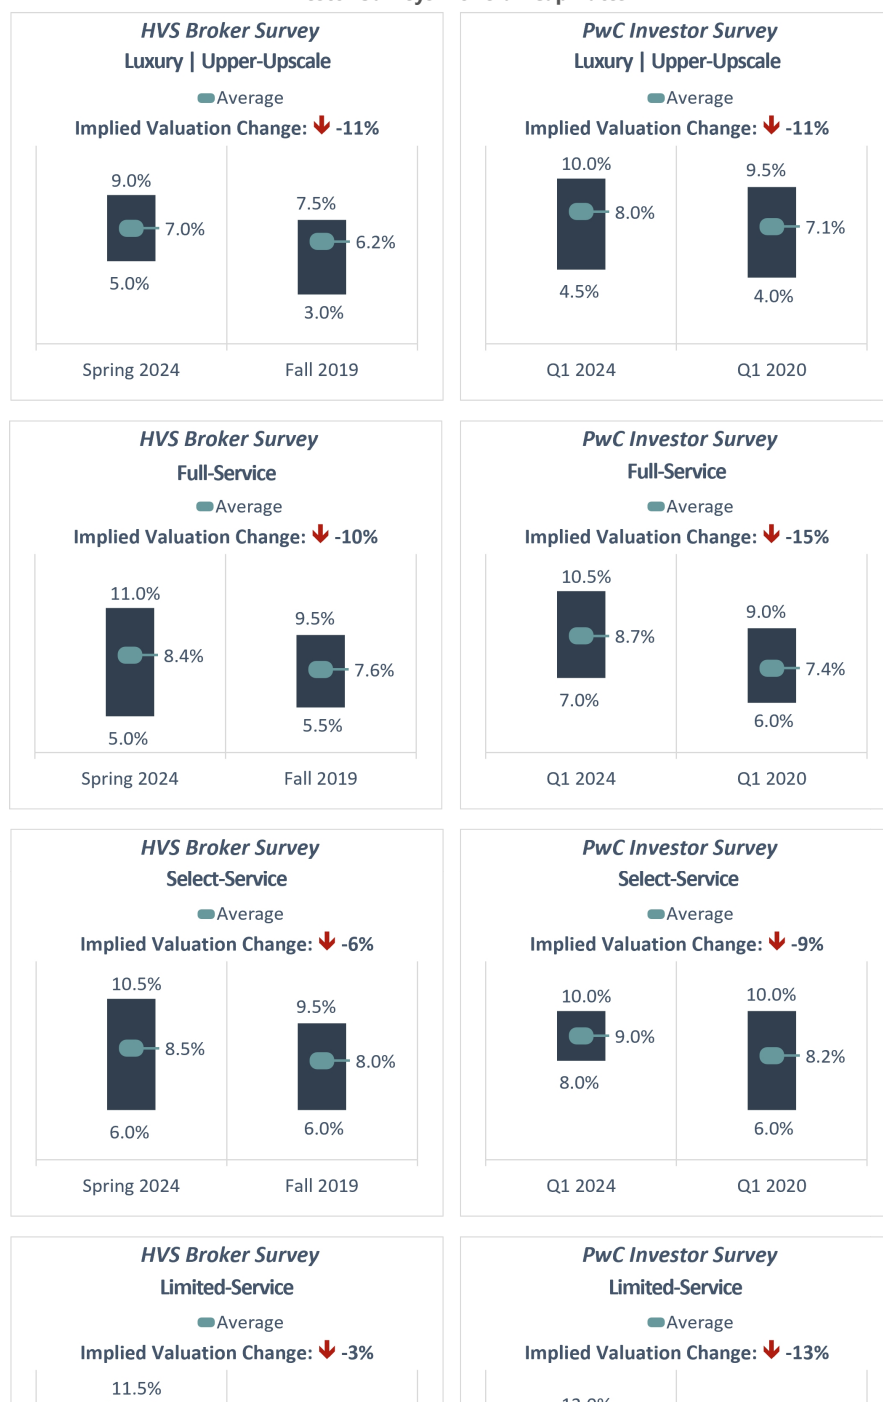 HVS Broker Survey
Luxury | Upper-Upscale
Average
Implied Valuation Change: -11%
9.0%
7.5%
7.0%
6.2%
5.0%
3.0%
Spring 2024 Fall 2019
PwC Investor Survey
Luxury | Upper-Upscale
Average
Implied Valuation Change: -11%
10.0%
9.5%
8.0%
7.1%
4.5%
4.0%
Q1 2024 Q1 2020
HVS Broker Survey
Full-Service
Average
Implied Valuation Change: -10%
11.0%
9.5%
8.4%
7.6%
5.5%
5.0%
Spring 2024 Fall 2019
PwC Investor Survey
Full-Service
Average
Implied Valuation Change: -15%
10.5%
9.0%
8.7%
7.4%
7.0%
6.0%
Q1 2024 Q1 2020
HVS Broker Survey
Select-Service
Average
Implied Valuation Change: -6%
10.5%
9.5%
8.5%
8.0%
6.0%
6.0%
Spring 2024 Fall 2019
PwC Investor Survey
Select-Service
Average
Implied Valuation Change: -9%
10.0%
10.0%
9.0%
8.2%
8.0%
6.0%
Q1 2024 Q1 2020
HVS Broker Survey
Limited-Service
Average
Implied Valuation Change: -3%
11.5%
PwC Investor Survey
Limited-Service
Average
Implied Valuation Change: -13%